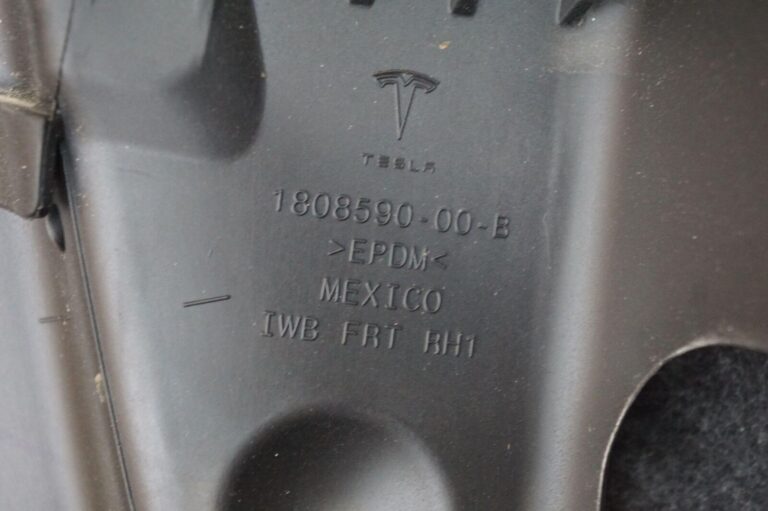 TESLA
1808590-00-B
>EPDM<
MEXICO
IWB FRT RH1